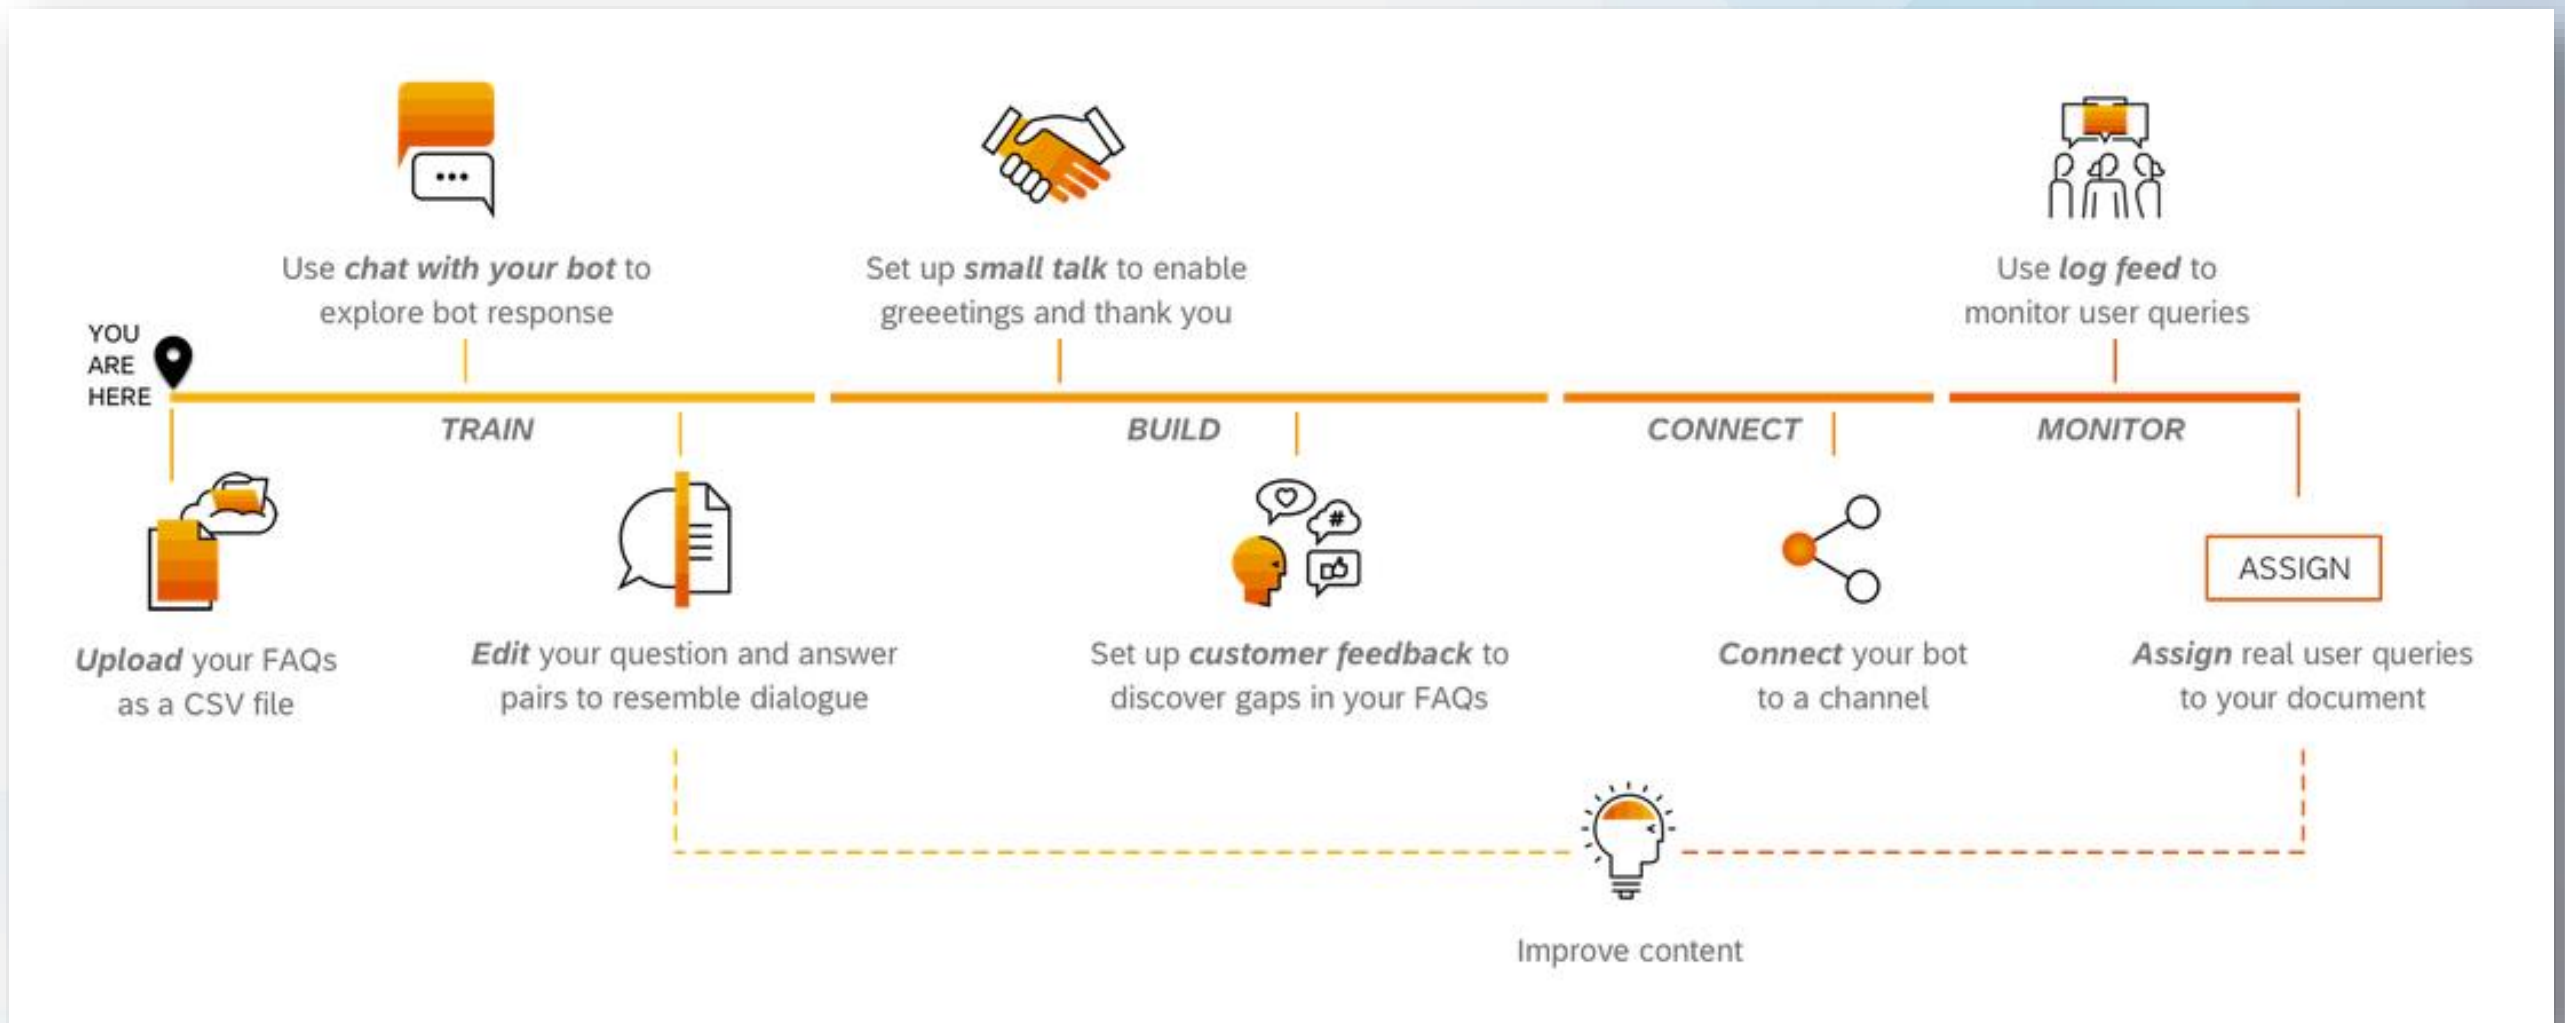 Use chat with your bot to
explore bot response
Set up small talk to enable
greeetings and thank you
Use log feed to
monitor user queries
YOU
ARE
HERE
TRAIN
BUILD
CONNECT
MONITOR
#
ASSIGN
Upload your FAQs
as a CSV file
Edit your question and answer
pairs to resemble dialogue
Set up customer feedback to
discover gaps in your FAQs
Connect your bot
to a channel
Assign real user queries
to your document
Improve content